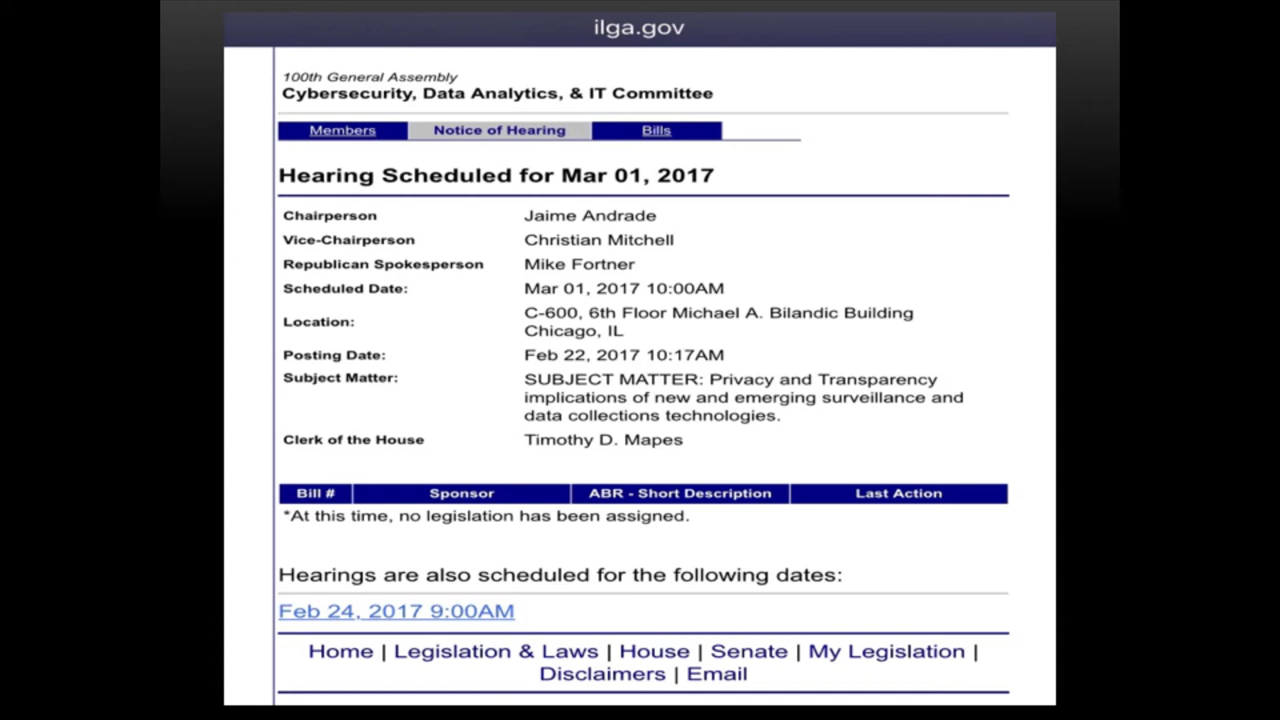 ilga.gov
100th General Assembly
Cybersecurity, Data Analytics, & IT Committee
Members Notice of Hearing Bills
Hearing Scheduled for Mar 01, 2017
Chairperson Jaime Andrade
Vice-Chairperson Christian Mitchell
Republican Spokesperson Mike Fortner
Scheduled Date: Mar 01, 2017 10:00AM
Location: C-600, 6th Floor Michael A. Bilandic Building
Chicago, IL
Posting Date: Feb 22, 2017 10:17AM
Subject Matter: SUBJECT MATTER: Privacy and Transparency
implications of new and emerging surveillance and
data collections technologies.
Clerk of the House Timothy D. Mapes
Bill # Sponsor ABR - Short Description Last Action
*At this time, no legislation has been assigned.
Hearings are also scheduled for the following dates:
Feb 24, 2017 9:00AM
Home | Legislation & Laws | House | Senate | My Legislation |
Disclaimers | Email